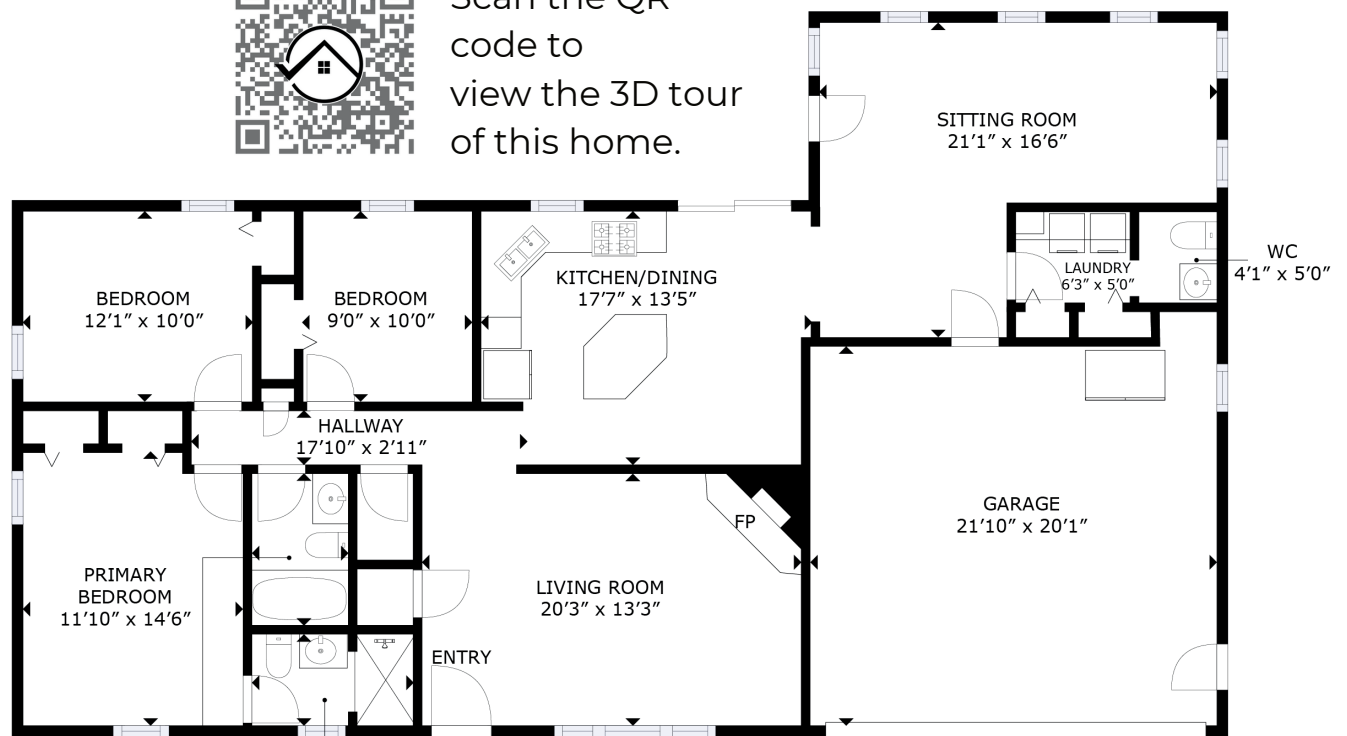 Scan the QR
code to
view the 3D tour
of this home.
SITTING ROOM
21'1" x 16'6"
WC
4'1" x 5'0"
LAUNDRY
6'3" x 5'0"
KITCHEN/DINING
17'7" x 13'5"
BEDROOM
12'1" x 10'0"
BEDROOM
9'0" x 10'0"
HALLWAY
17'10" x 2'11"
GARAGE
21'10" x 20'1"
FP
PRIMARY
BEDROOM
11'10" x 14'6"
LIVING ROOM
20'3" x 13'3"
ENTRY